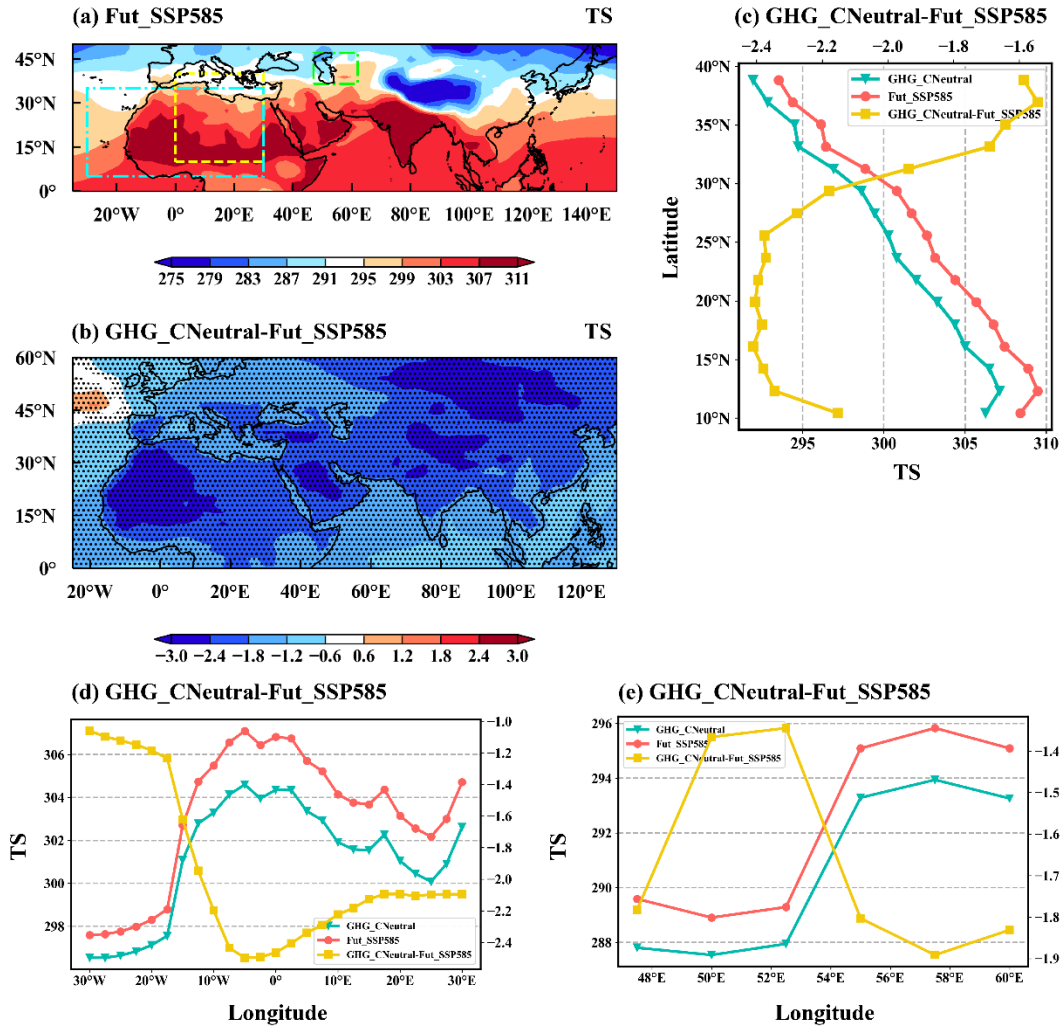 (a) Fut_SSP585 TS
45°N
30°N
15°N
0°
20°W 0° 20°E 40°E 60°E 80°E 100°E 120°E 140°E
275 279 283 287 291 295 299 303 307 311
(b) GHG_CNeutral-Fut_SSP585 TS
60°N
45°N
30°N
15°N
0°
20°W 0° 20°E 40°E 60°E 80°E 100°E 120°E
−3.0 −2.4 −1.8 −1.2 −0.6 0.6 1.2 1.8 2.4 3.0
(c) GHG_CNeutral-Fut_SSP585
−2.4 −2.2 −2.0 −1.8 −1.6
GHG_CNeutral
Fut_SSP585
GHG_CNeutral-Fut_SSP585
40°N
35°N
30°N
25°N
20°N
15°N
10°N
Latitude
295 300 305 310
TS
(d) GHG_CNeutral-Fut_SSP585
306
304
302
300
298
TS
−1.0
−1.2
−1.4
−1.6
−1.8
−2.0
−2.2
−2.4
GHG_CNeutral
Fut_SSP585
GHG_CNeutral-Fut_SSP585
30°W 20°W 10°W 0°E 10°E 20°E 30°E
Longitude
(e) GHG_CNeutral-Fut_SSP585
GHG_CNeutral
Fut_SSP585
GHG_CNeutral-Fut_SSP585
296
294
292
290
288
TS
−1.4
−1.5
−1.6
−1.7
−1.8
−1.9
48°E 50°E 52°E 54°E 56°E 58°E 60°E
Longitude